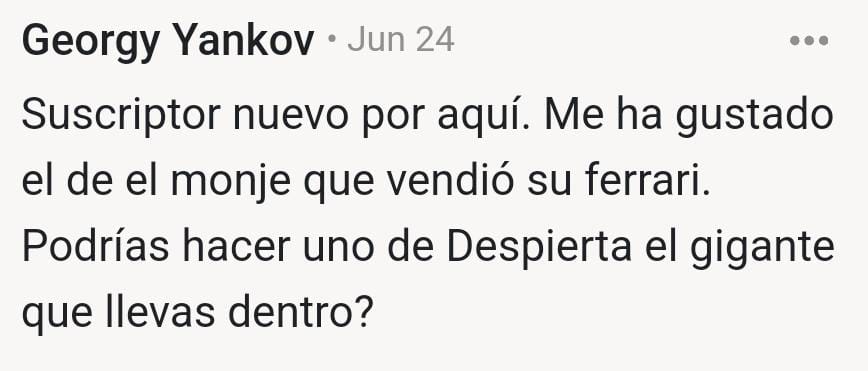 Georgy Yankov • Jun 24
Suscriptor nuevo por aquí. Me ha gustado
el de el monje que vendió su ferrari.
Podrías hacer uno de Despierta el gigante
que llevas dentro?